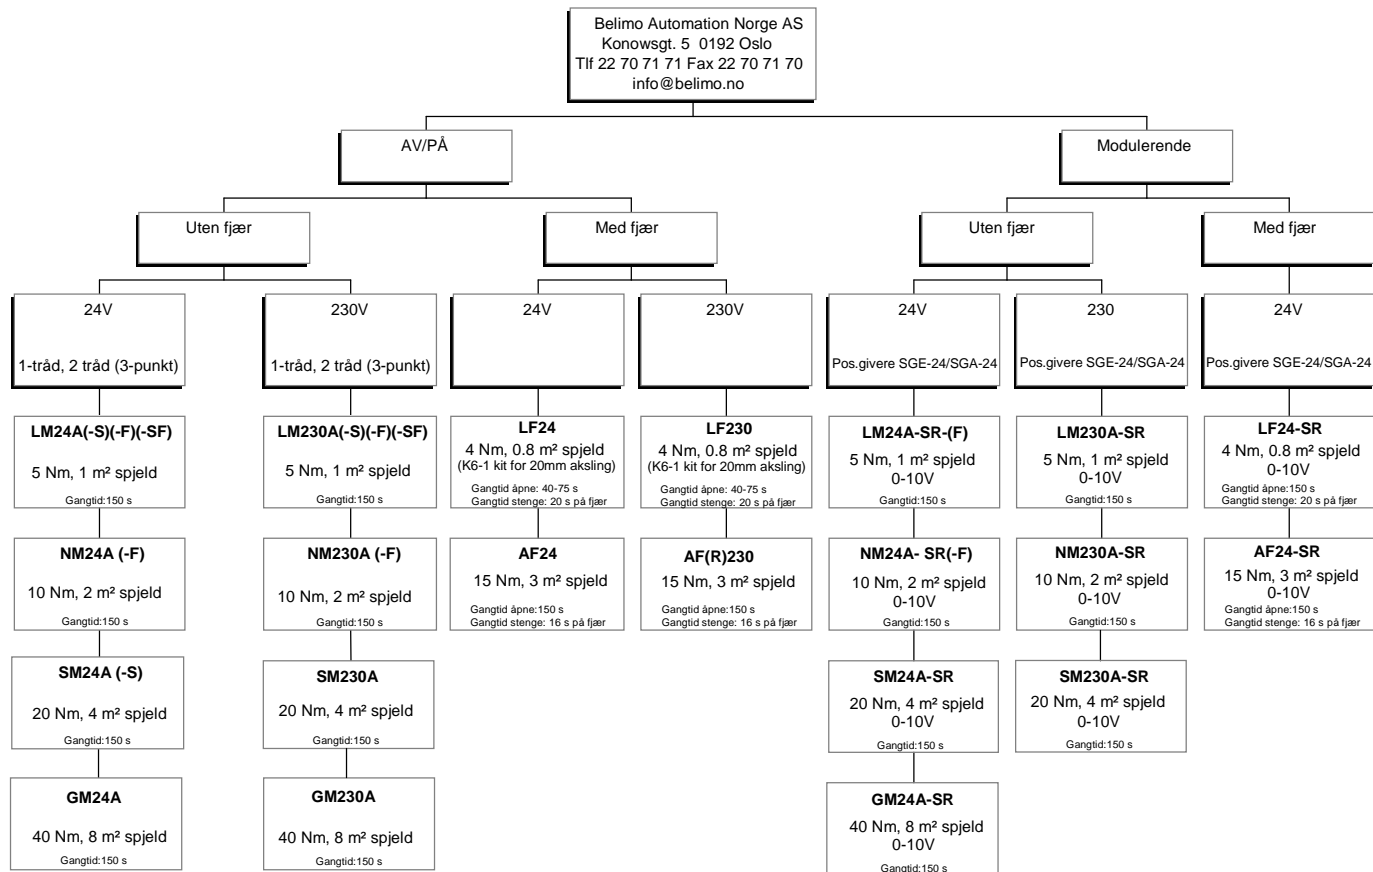 Belimo Automation Norge AS
Konowsgt. 5 0192 Oslo
Tlf 22 70 71 71 Fax 22 70 71 70
info@belimo.no
AV/PÅ
Modulerende
Uten fjær
Med fjær
Uten fjær
Med fjær
24V
1-tråd, 2 tråd (3-punkt)
230V
1-tråd, 2 tråd (3-punkt)
24V
230V
24V
Pos.givere SGE-24/SGA-24
230
Pos.givere SGE-24/SGA-24
24V
Pos.givere SGE-24/SGA-24
LM24A(-S)(-F)(-SF)
5 Nm, 1 m² spjeld
Gangtid:150 s
LM230A(-S)(-F)(-SF)
5 Nm, 1 m² spjeld
Gangtid:150 s
LF24
4 Nm, 0.8 m² spjeld
(K6-1 kit for 20mm aksling)
Gangtid åpne: 40-75 s
Gangtid stenge: 20 s på fjær
LF230
4 Nm, 0.8 m² spjeld
(K6-1 kit for 20mm aksling)
Gangtid åpne: 40-75 s
Gangtid stenge: 20 s på fjær
LM24A-SR-(F)
5 Nm, 1 m² spjeld
0-10V
Gangtid:150 s
LM230A-SR
5 Nm, 1 m² spjeld
0-10V
Gangtid:150 s
LF24-SR
4 Nm, 0.8 m² spjeld
0-10V
Gangtid åpne:150 s
Gangtid stenge: 20 s på fjær
NM24A (-F)
10 Nm, 2 m² spjeld
Gangtid:150 s
NM230A (-F)
10 Nm, 2 m² spjeld
Gangtid:150 s
AF24
15 Nm, 3 m² spjeld
Gangtid åpne:150 s
Gangtid stenge: 16 s på fjær
AF(R)230
15 Nm, 3 m² spjeld
Gangtid åpne:150 s
Gangtid stenge: 16 s på fjær
NM24A- SR(-F)
10 Nm, 2 m² spjeld
0-10V
Gangtid:150 s
NM230A-SR
10 Nm, 2 m² spjeld
0-10V
Gangtid:150 s
AF24-SR
15 Nm, 3 m² spjeld
0-10V
Gangtid åpne:150 s
Gangtid stenge: 16 s på fjær
SM24A (-S)
20 Nm, 4 m² spjeld
Gangtid:150 s
SM230A
20 Nm, 4 m² spjeld
Gangtid:150 s
SM24A-SR
20 Nm, 4 m² spjeld
0-10V
Gangtid:150 s
SM230A-SR
20 Nm, 4 m² spjeld
0-10V
Gangtid:150 s
GM24A
40 Nm, 8 m² spjeld
Gangtid:150 s
GM230A
40 Nm, 8 m² spjeld
Gangtid:150 s
GM24A-SR
40 Nm, 8 m² spjeld
0-10V
Gangtid:150 s